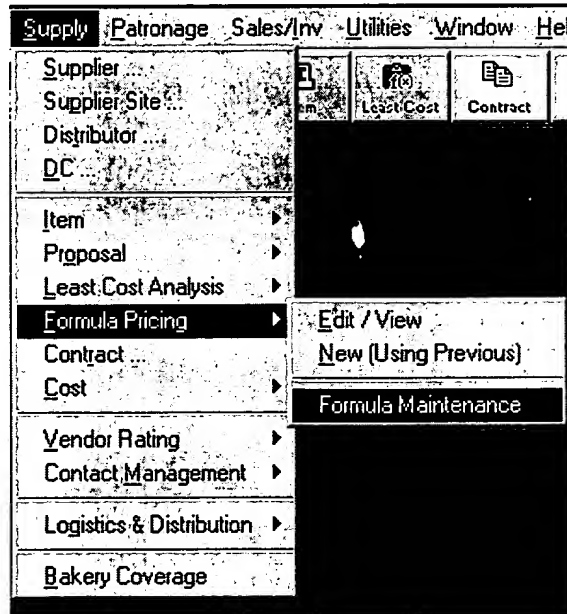 Supply Patronage Sales/Inv Utilities Window Hel
Supplier ...
Supplier Site ...
Distributor ...
DC ...
em Least Cost Contract
Item
Proposal
Least Cost Analysis
Formula Pricing
Edit / View
Contract ...
New (Using Previous)
Cost
Formula Maintenance
Vendor Rating
Contact Management
Logistics & Distribution
Bakery Coverage